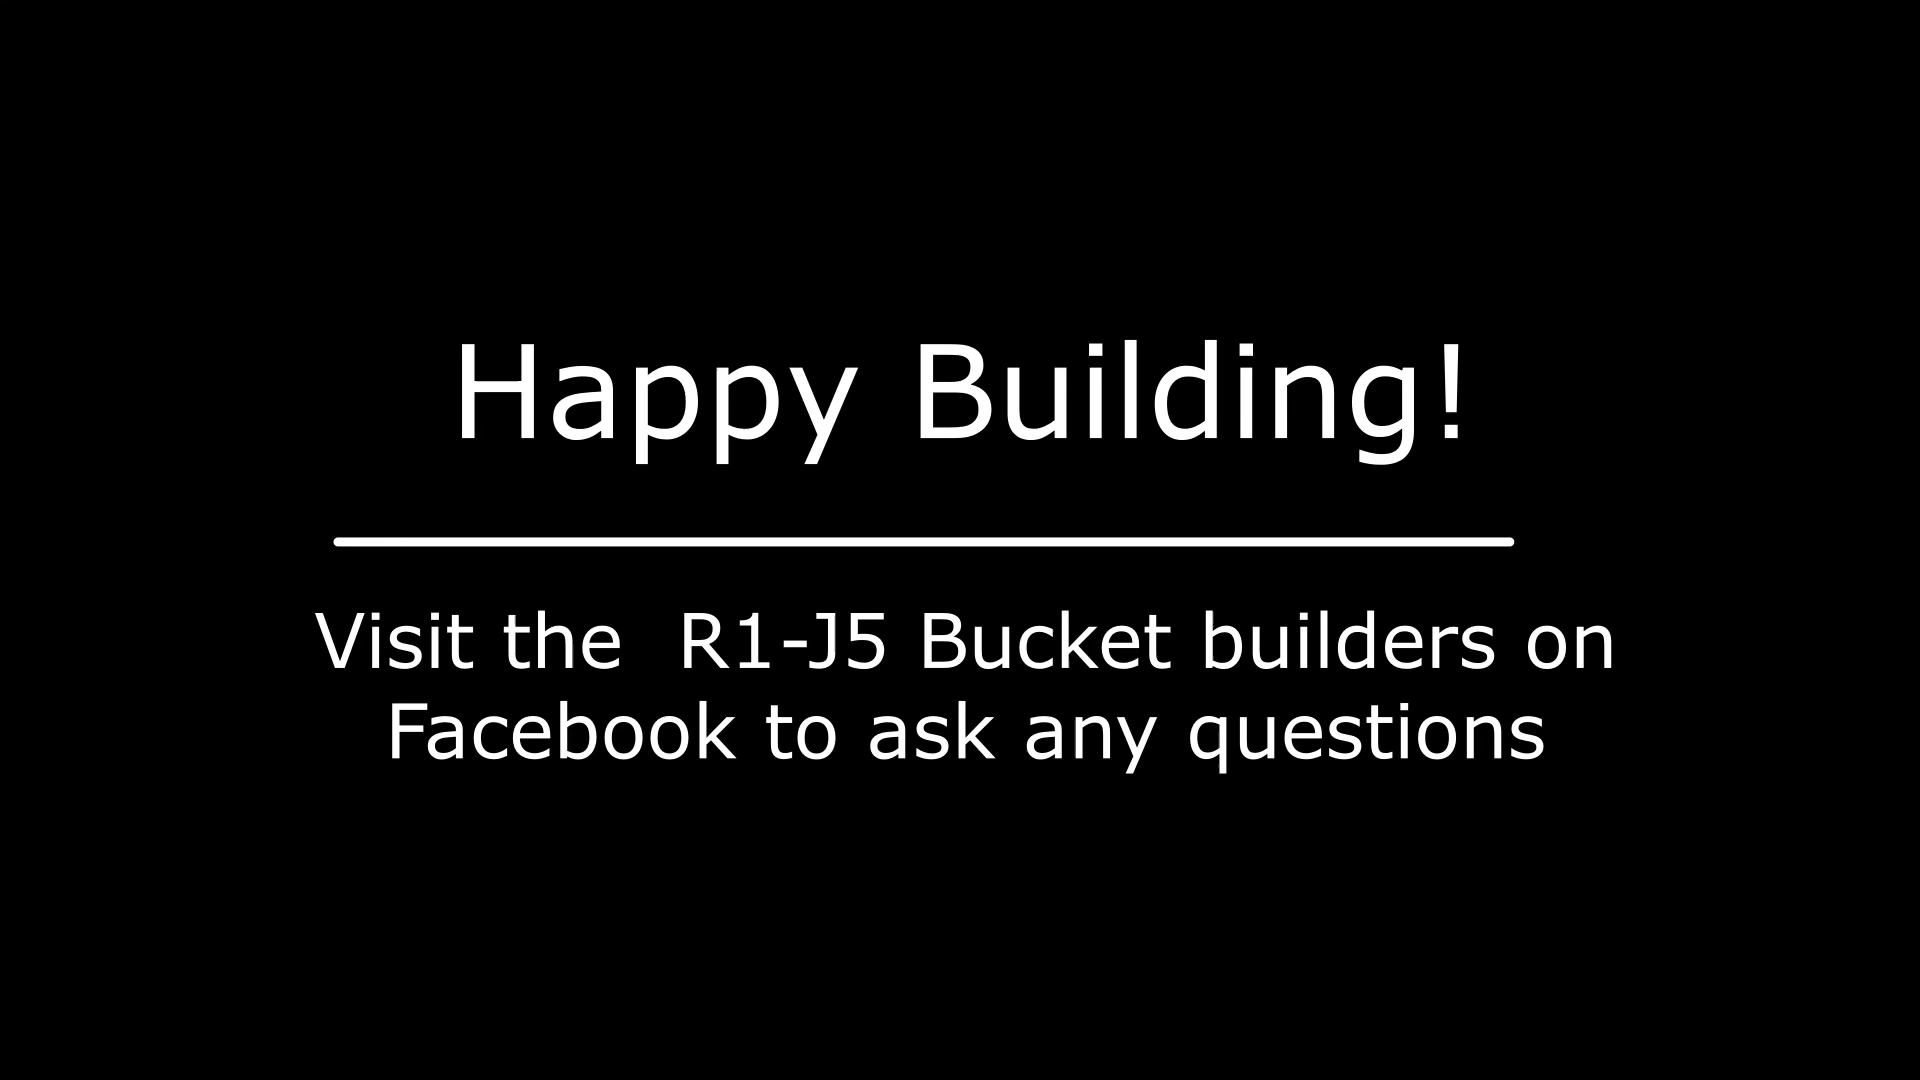 Happy Building!
Visit the  R1-J5 Bucket builders on
Facebook to ask any questions